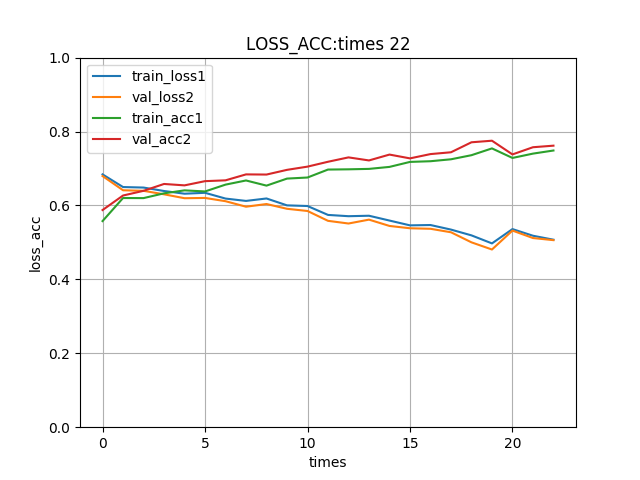 LOSS_ACC:times 22
train_loss1
val_loss2
train_acc1
val_acc2
loss_acc
1.0
0.8
0.6
0.4
0.2
0.0
0 5 10 15 20
times